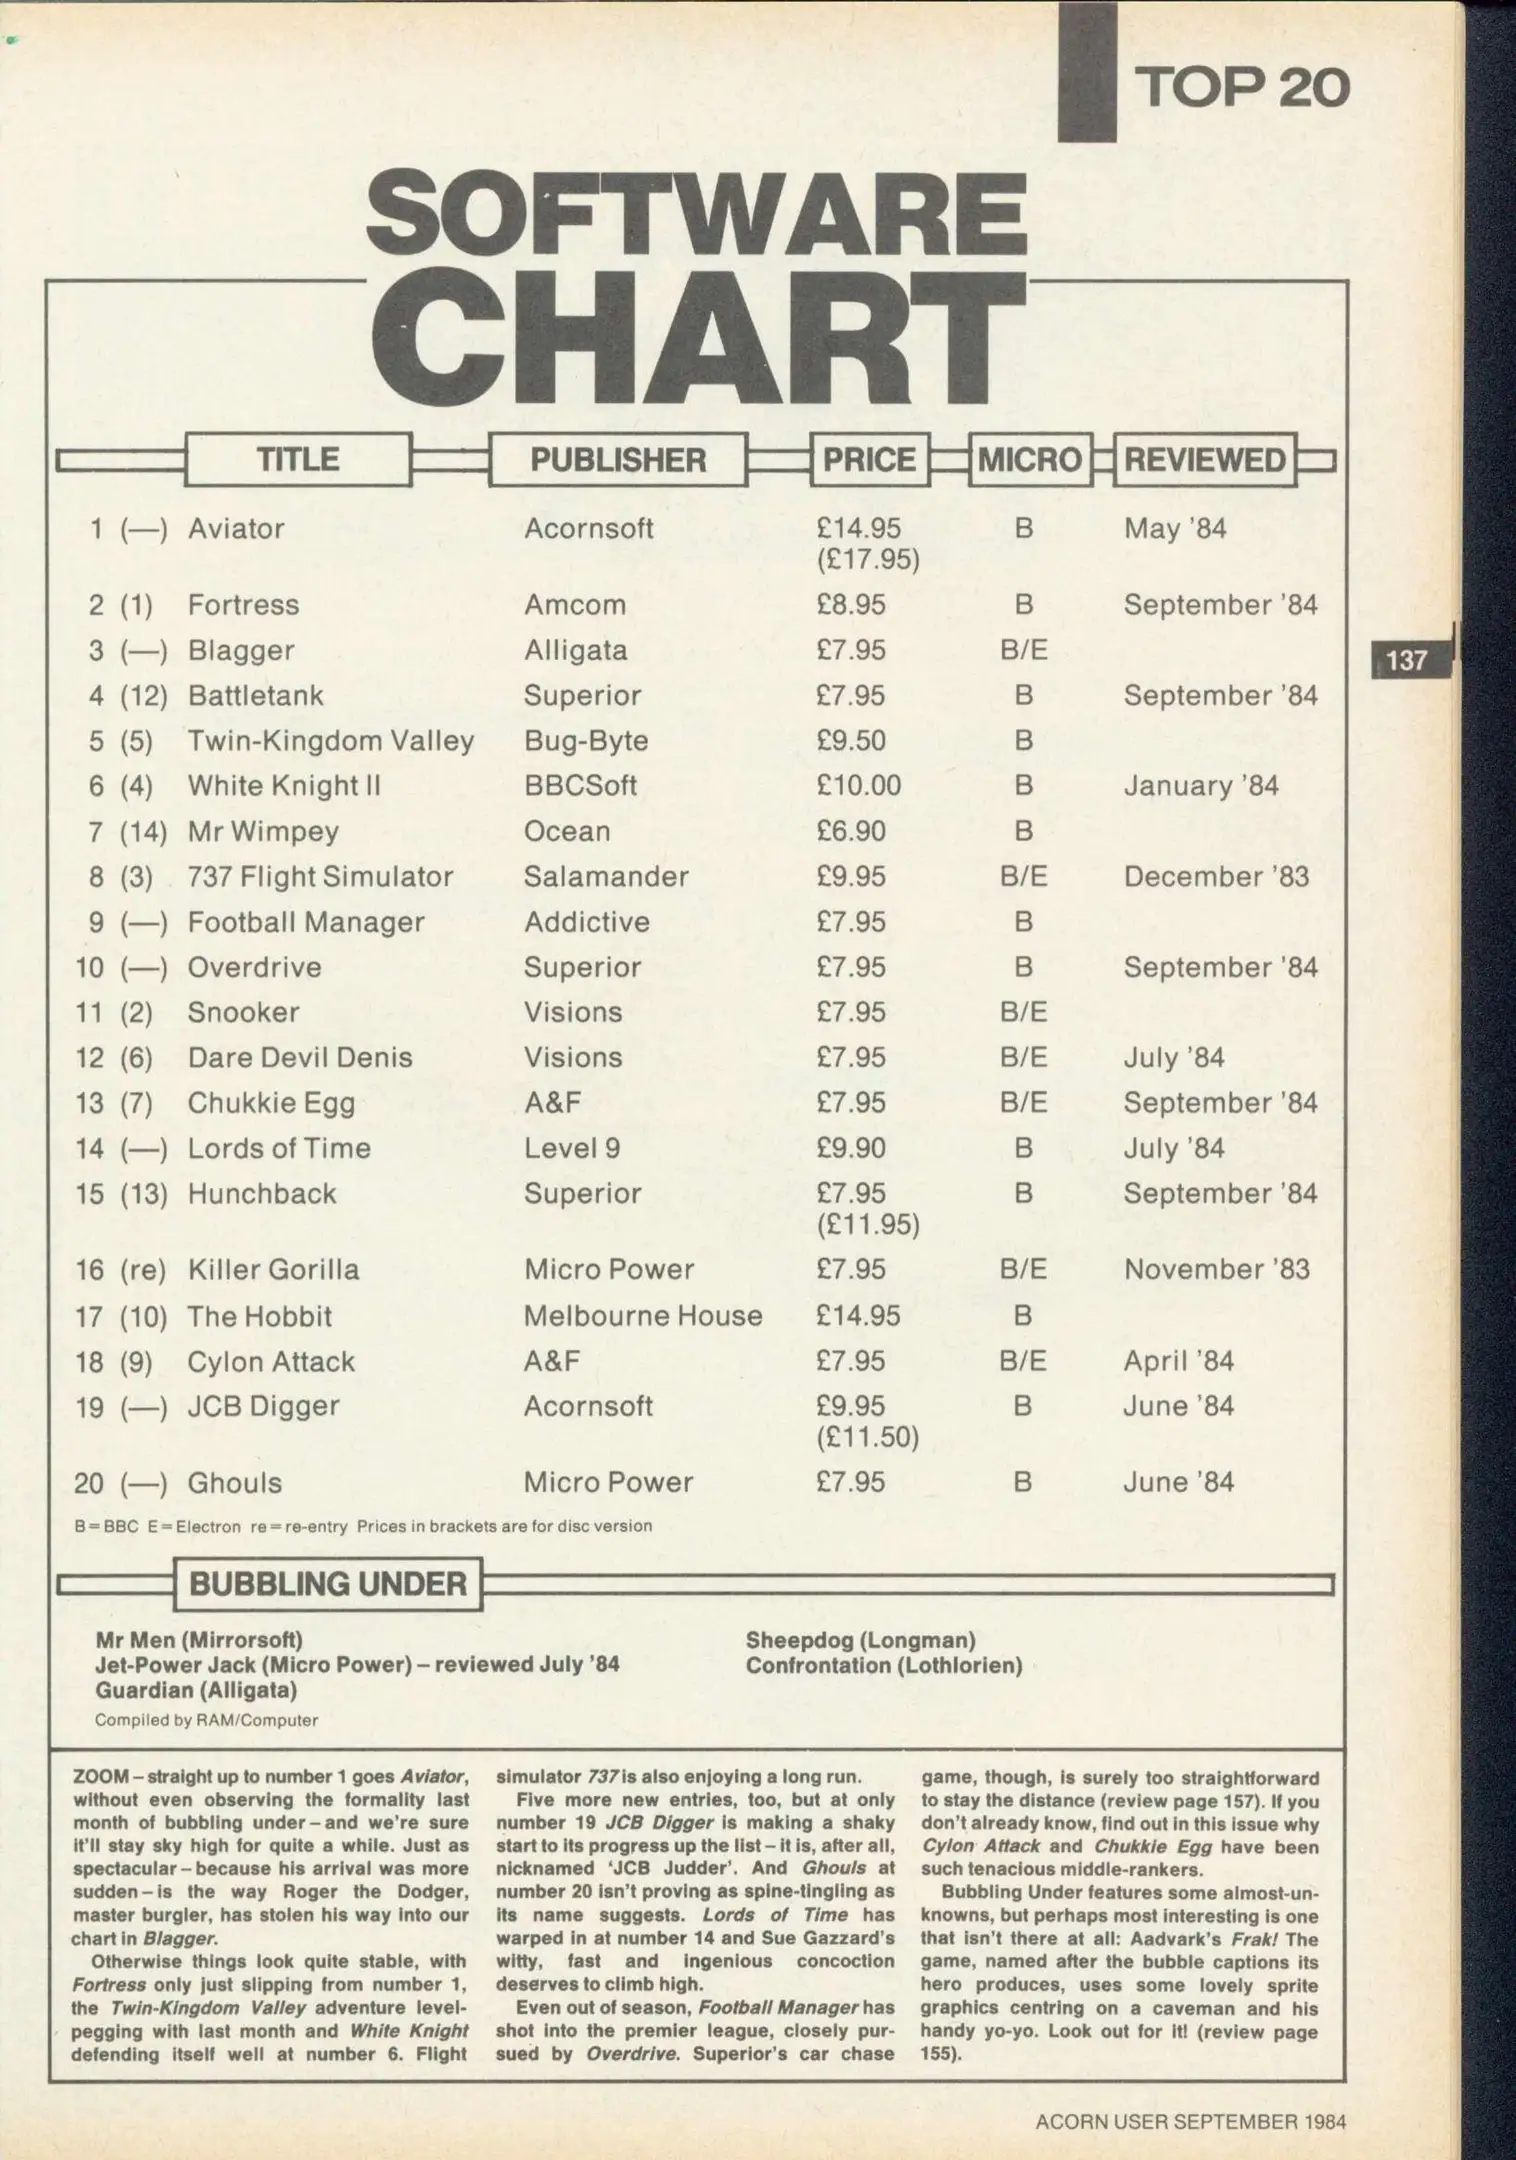 TOP 20
SOFTWARE
CHART
TITLE PUBLISHER PRICE MICRO REVIEWED
1 (—) Aviator Acornsoft £14.95 B May '84
(£17.95)
2 (1) Fortress Amcom £8.95 B September '84
3 (—) Blagger Alligata £7.95 B/E
137
4 (12) Battletank Superior £7.95 B September '84
5 (5) Twin-Kingdom Valley Bug-Byte £9.50 B
6 (4) White Knight II BBCSoft £10.00 B January '84
7 (14) Mr Wimpey Ocean £6.90 B
8 (3) 737 Flight Simulator Salamander £9.95 B/E December '83
9 (—) Football Manager Addictive £7.95 B
10 (—) Overdrive Superior £7.95 B September '84
11 (2) Snooker Visions £7.95 B/E
12 (6) Dare Devil Denis Visions £7.95 B/E July '84
13 (7) Chukkie Egg A&F £7.95 B/E September '84
14 (—) Lords of Time Level 9 £9.90 B July '84
15 (13) Hunchback Superior £7.95 B September '84
(£11.95)
16 (re) Killer Gorilla Micro Power £7.95 B/E November '83
17 (10) The Hobbit Melbourne House £14.95 B
18 (9) Cylon Attack A&F £7.95 B/E April '84
19 (—) JCB Digger Acornsoft £9.95 B June '84
(£11.50)
20 (—) Ghouls Micro Power £7.95 B June '84
B=BBC E=Electron re=re-entry Prices in brackets are for disc version
BUBBLING UNDER
Mr Men (Mirrorsoft)
Jet-Power Jack (Micro Power) – reviewed July '84
Guardian (Alligata)
Sheepdog (Longman)
Confrontation (Lothlorien)
Compiled by RAM/Computer
ZOOM – straight up to number 1 goes Aviator,
without even observing the formality last
month of bubbling under – and we're sure
it'll stay sky high for quite a while. Just as
spectacular – because his arrival was more
sudden – is the way Roger the Dodger,
master burgler, has stolen his way into our
chart in Blagger.
Otherwise things look quite stable, with
Fortress only just slipping from number 1,
the Twin-Kingdom Valley adventure level-
pegging with last month and White Knight
defending itself well at number 6. Flight
simulator 737 is also enjoying a long run.
Five more new entries, too, but at only
number 19 JCB Digger is making a shaky
start to its progress up the list – it is, after all,
nicknamed 'JCB Judder'. And Ghouls at
number 20 isn't proving as spine-tingling as
its name suggests. Lords of Time has
warped in at number 14 and Sue Gazzard's
witty, fast and ingenious concoction
deserves to climb high.
Even out of season, Football Manager has
shot into the premier league, closely pur-
sued by Overdrive. Superior's car chase
game, though, is surely too straightforward
to stay the distance (review page 157). If you
don't already know, find out in this issue why
Cylon Attack and Chukkie Egg have been
such tenacious middle-rankers.
Bubbling Under features some almost-un-
knowns, but perhaps most interesting is one
that isn't there at all: Aadvark's Frak! The
game, named after the bubble captions its
hero produces, uses some lovely sprite
graphics centring on a caveman and his
handy yo-yo. Look out for it! (review page
155).
ACORN USER SEPTEMBER 1984